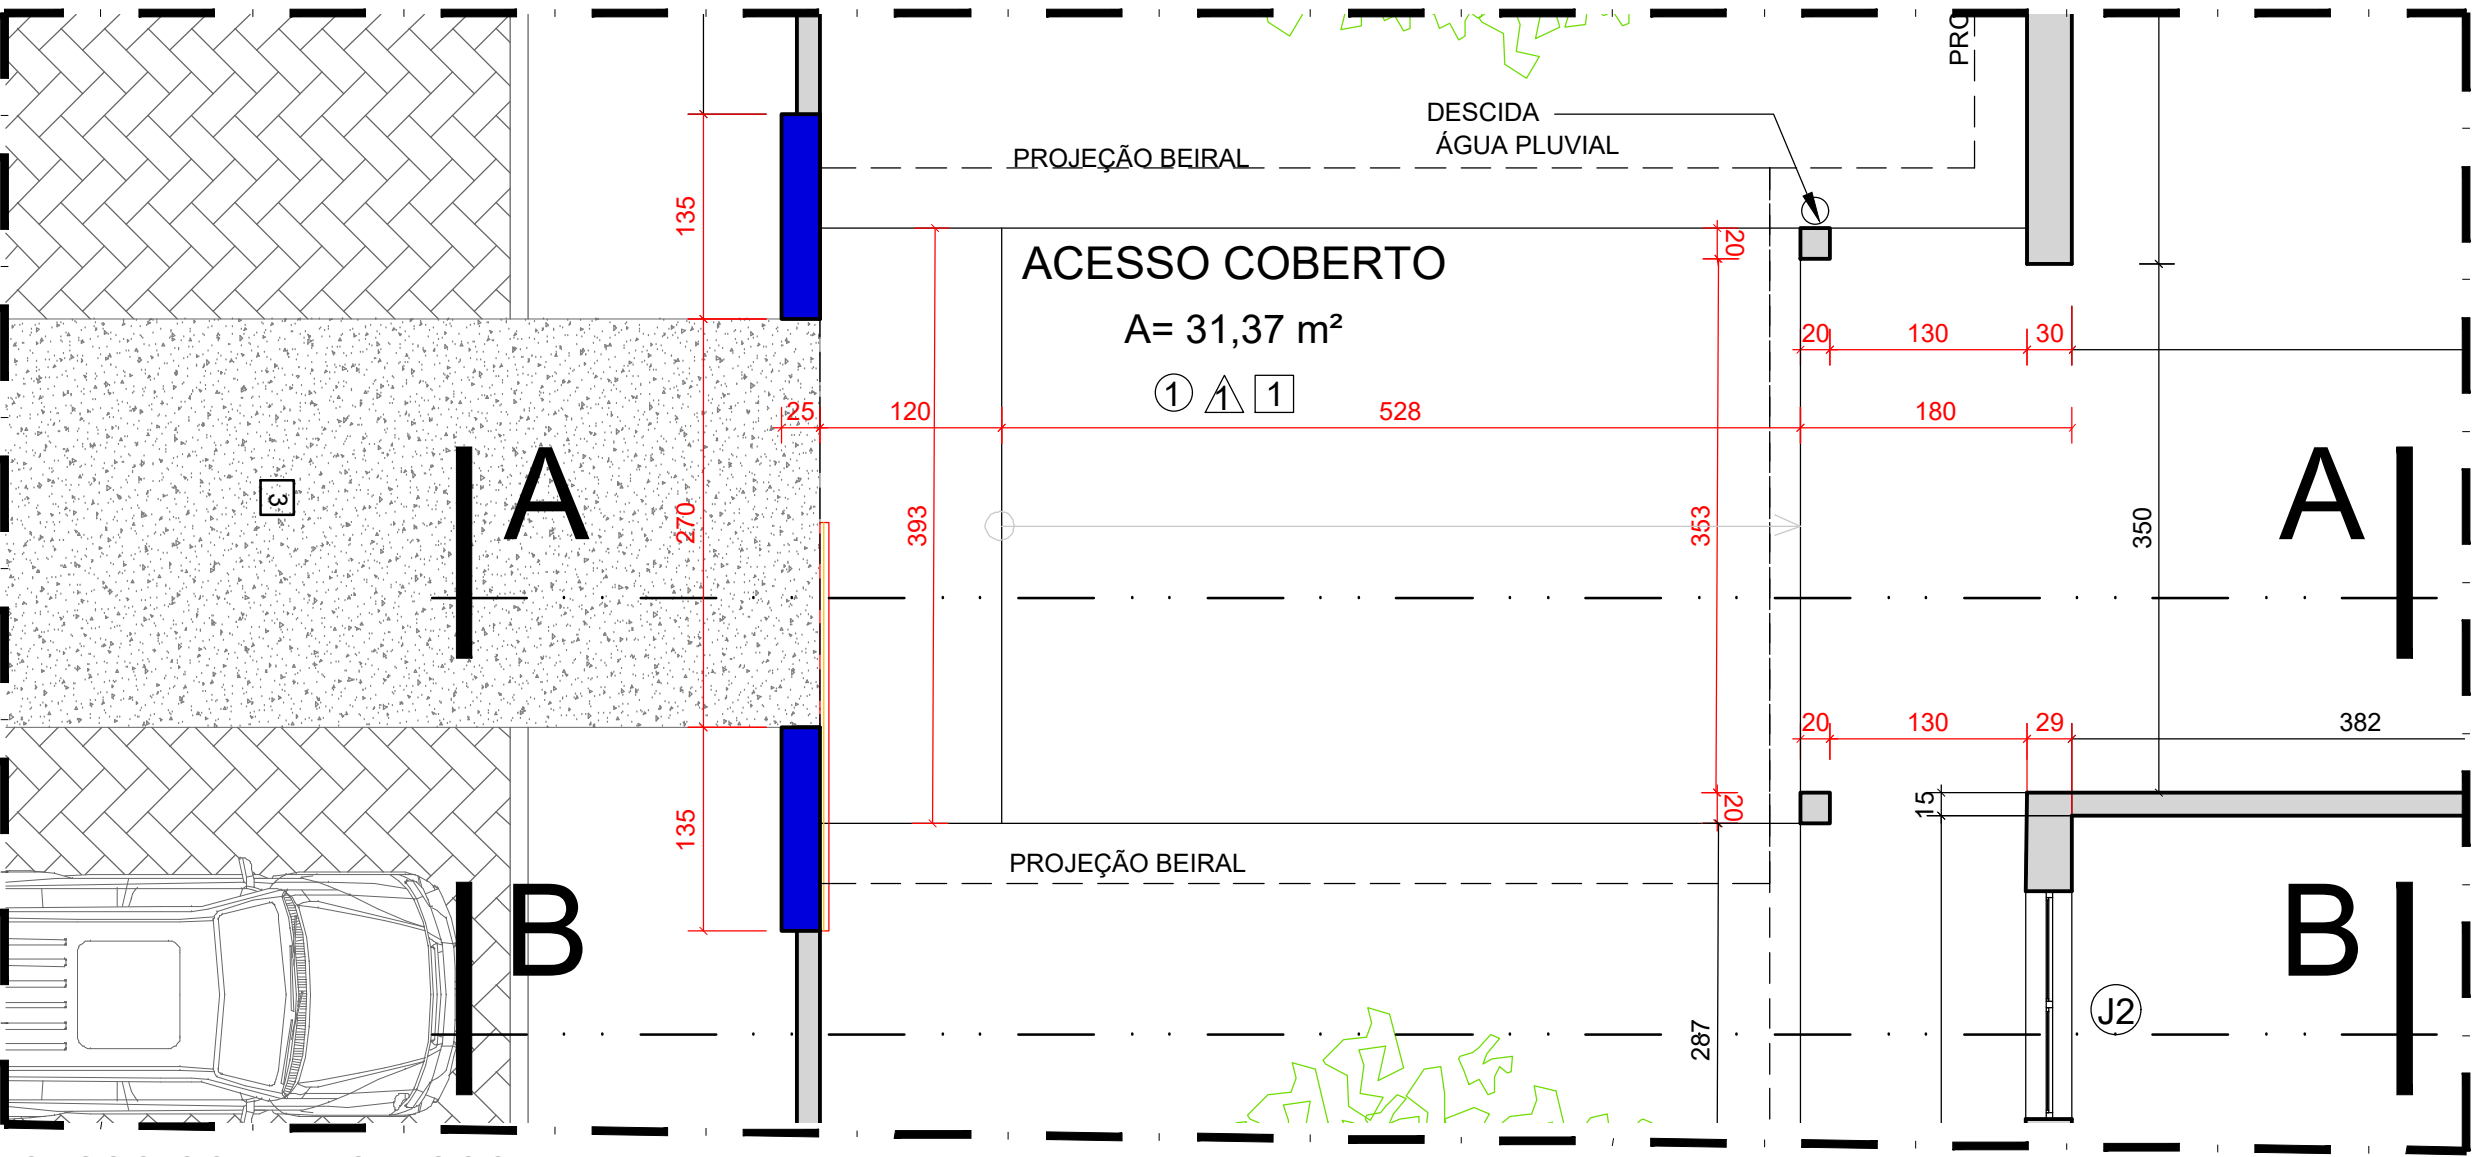 PRO
DESCIDA
ÁGUA PLUVIAL
PROJEÇÃO BEIRAL
135
20
ACESSO COBERTO
A= 31,37 m²
1 1 1
20 130 30
25 120 528 180
A
A
3
270
393
353
350
20 130 29 382
135
20
15
PROJEÇÃO BEIRAL
B
B
J2
287